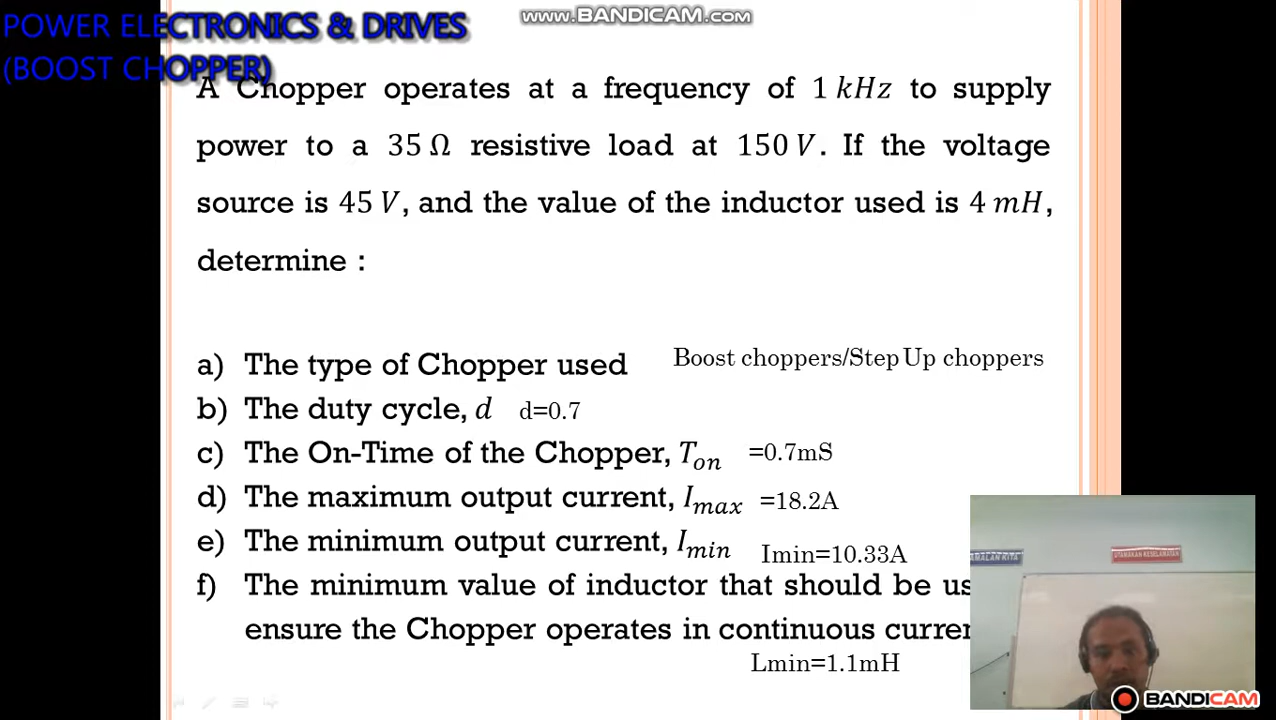 www.BANDICAM.com
POWER ELECTRONICS & DRIVES
(BOOST CHOPPER)
A Chopper operates at a frequency of 1 kHz to supply
power to a 35 Ω resistive load at 150 V. If the voltage
source is 45 V, and the value of the inductor used is 4 mH,
determine :
a) The type of Chopper used Boost choppers/Step Up choppers
b) The duty cycle, d d=0.7
c) The On-Time of the Chopper, Ton =0.7mS
d) The maximum output current, Imax =18.2A
e) The minimum output current, Imin Imin=10.33A
f) The minimum value of inductor that should be us
ensure the Chopper operates in continuous curren
Lmin=1.1mH
AMALAN KITA
UTAMAKAN KESELAMATAN
BANDICAM